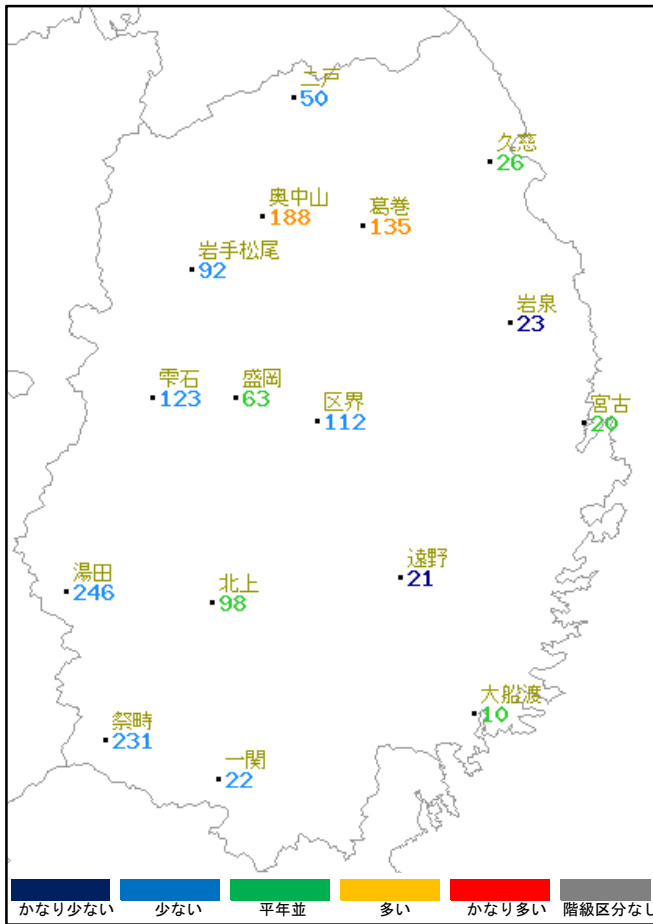 二戸
50
久慈
26
奥中山
188
葛巻
135
岩手松尾
92
岩泉
23
雫石
123
盛岡
63
区界
112
宮古
20
湯田
246
北上
98
遠野
21
大船渡
10
祭畤
231
一関
22
かなり少ない
少ない
平年並
多い
かなり多い
階級区分なし